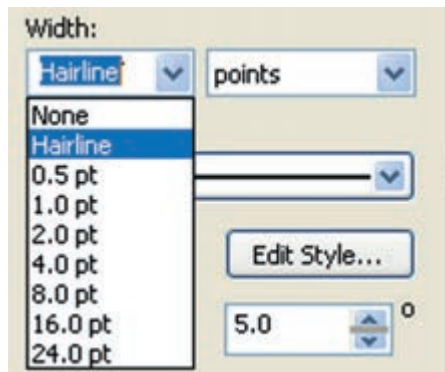 Width:
Hairline points
None
Hairline
0.5 pt
1.0 pt
2.0 pt
4.0 pt
Edit Style...
8.0 pt
16.0 pt
5.0 °
24.0 pt